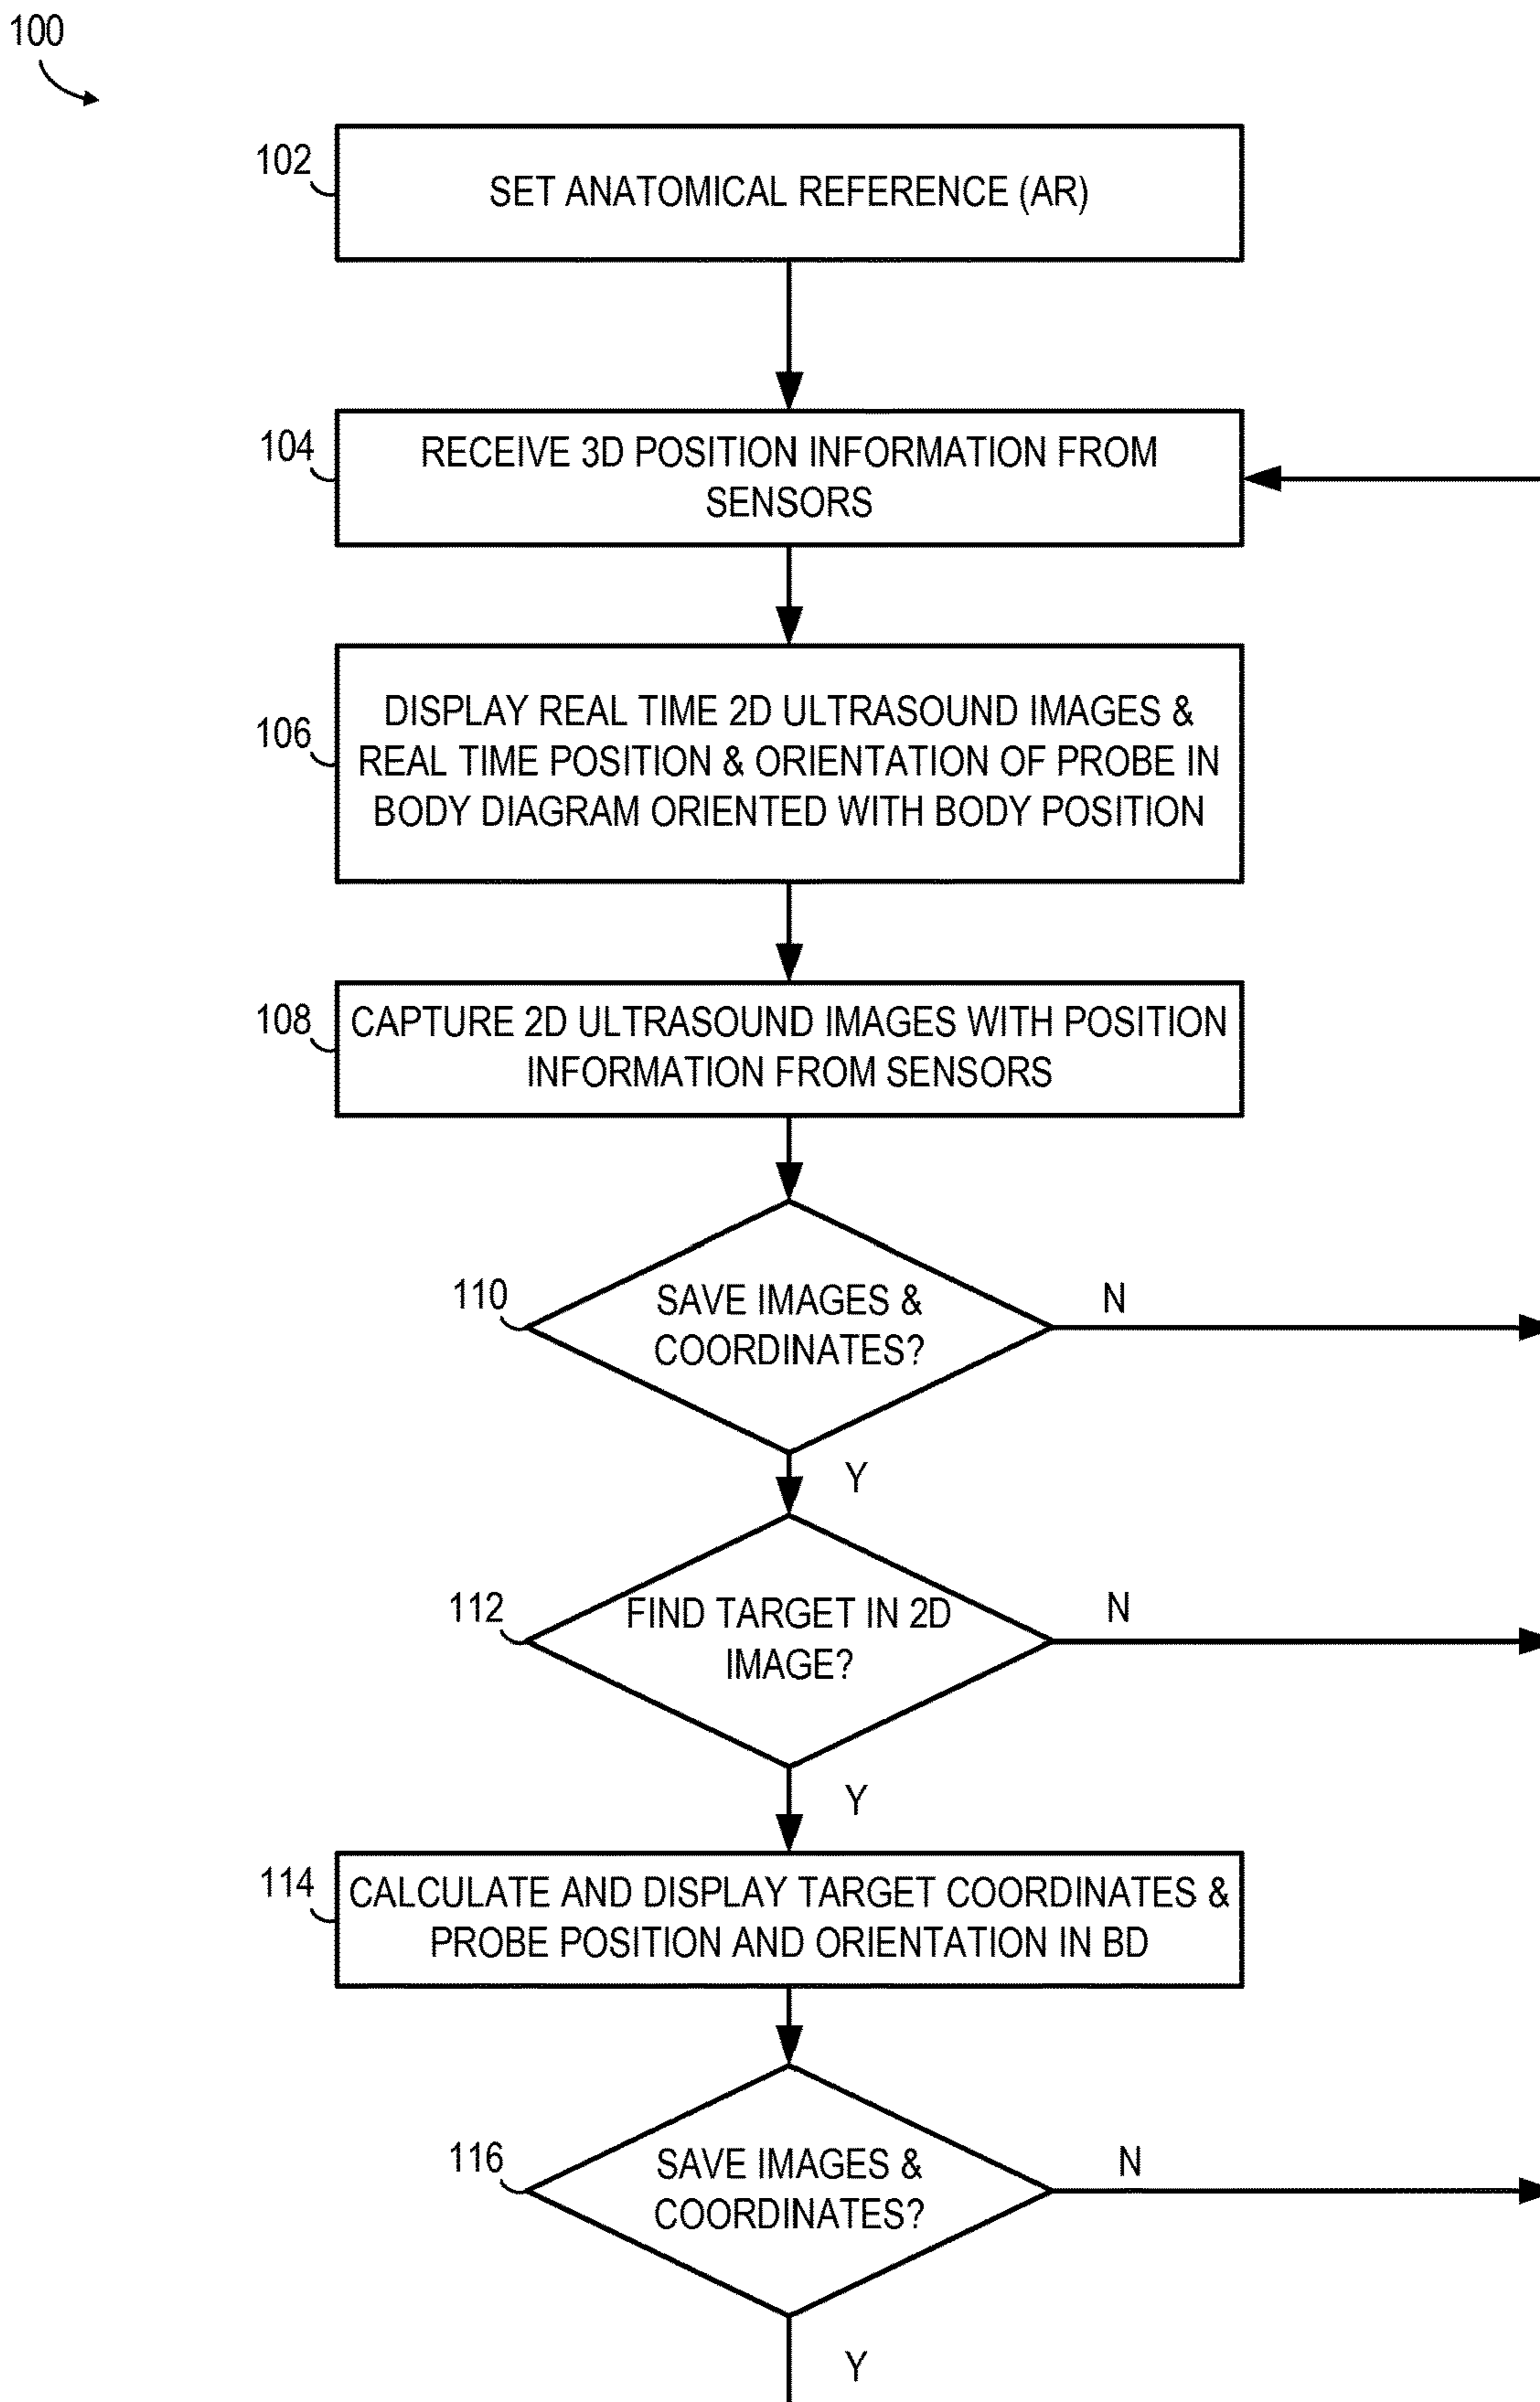 100
102
SET ANATOMICAL REFERENCE (AR)
104
RECEIVE 3D POSITION INFORMATION FROM
SENSORS
106
DISPLAY REAL TIME 2D ULTRASOUND IMAGES &
REAL TIME POSITION & ORIENTATION OF PROBE IN
BODY DIAGRAM ORIENTED WITH BODY POSITION
108
CAPTURE 2D ULTRASOUND IMAGES WITH POSITION
INFORMATION FROM SENSORS
110
SAVE IMAGES &
COORDINATES?
N
Y
112
FIND TARGET IN 2D
IMAGE?
N
Y
114
CALCULATE AND DISPLAY TARGET COORDINATES &
PROBE POSITION AND ORIENTATION IN BD
116
SAVE IMAGES &
COORDINATES?
N
Y